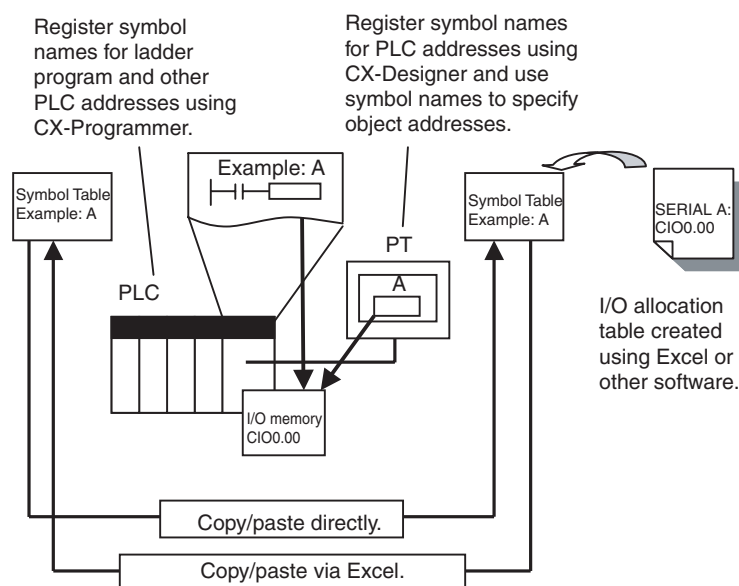 Register symbol
names for ladder
program and other
PLC addresses using
CX-Programmer.
Register symbol names
for PLC addresses using
CX-Designer and use
symbol names to specify
object addresses.
Example: A
Symbol Table
Example: A
Symbol Table
Example: A
SERIAL A:
CIO0.00
PT
A
PLC
I/O allocation
table created
using Excel or
other software.
I/O memory
CIO0.00
Copy/paste directly.
Copy/paste via Excel.